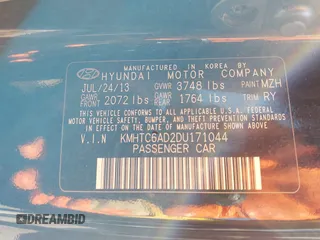 MANUFACTURED IN KOREA BY
HYUNDAI MOTOR COMPANY
JUL/24/13 GVWR 3748 lbs PAINT MZH
GAWR FRT 2072 lbs GAWR RR 1764 lbs TRIM RY
THIS VEHICLE CONFORMS TO ALL APPLICABLE U.S. FEDERAL
MOTOR VEHICLE SAFETY, BUMPER, AND THEFT PREVENTION
STANDARDS IN EFFECT ON THE DATE OF MANUFACTURE SHOWN ABOVE.
V.I.N KMHTC6AD2DU171044
PASSENGER CAR
DREAMBID